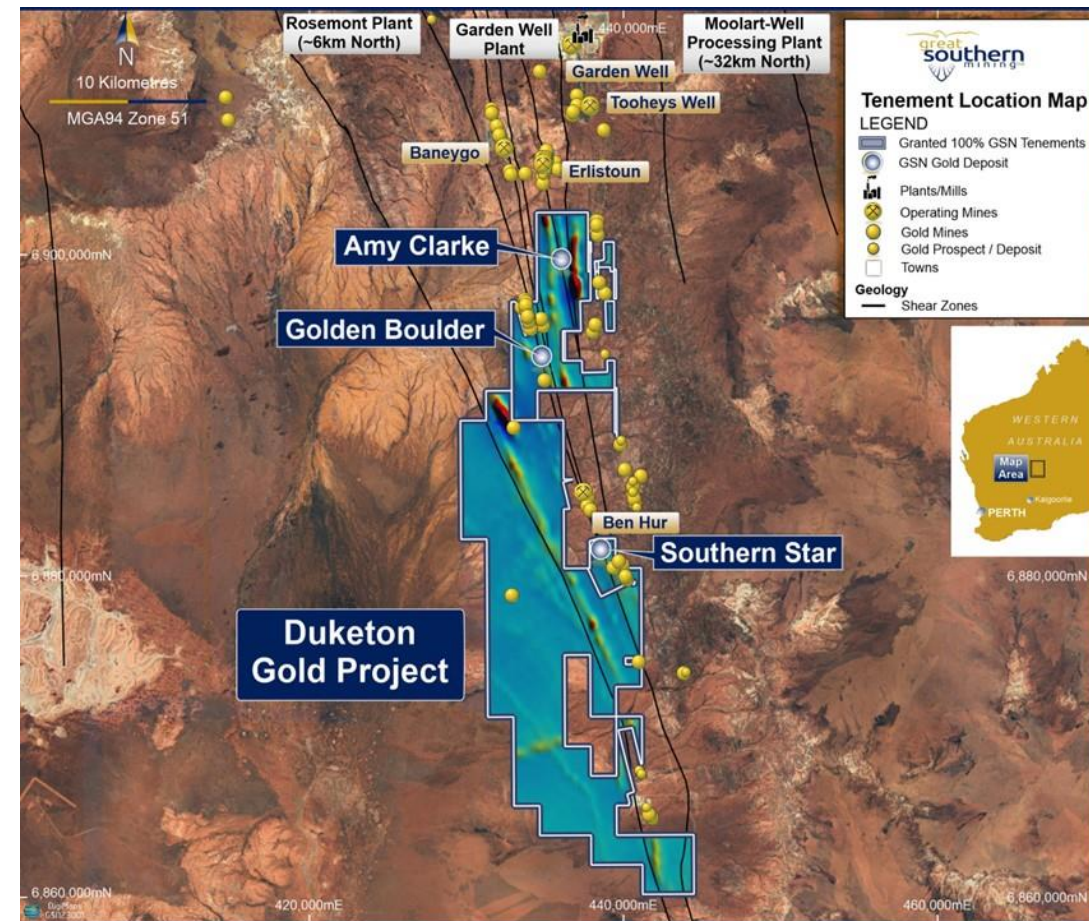 Rosemont Plant
(~6km North)
Garden Well
Plant
440,000mE
Moolart-Well
Processing Plant
(~32km North)
N
10 Kilometres
MGA94 Zone 51
great
southern
mining
Tenement Location Map
LEGEND
Granted 100% GSN Tenements
GSN Gold Deposit
Plants/Mills
Operating Mines
Gold Mines
Gold Prospect / Deposit
Towns
Geology
Shear Zones
Garden Well
Tooheys Well
Baneygo
Erlistoun
6,900,000mN
Amy Clarke
Golden Boulder
WESTERN
AUSTRALIA
Map
Area
Kalgoorlie
PERTH
Ben Hur
Southern Star
6,880,000mN
6,880,000mN
Duketon
Gold Project
6,860,000mN
420,000mE
440,000mE
460,000mE
6,860,000mN